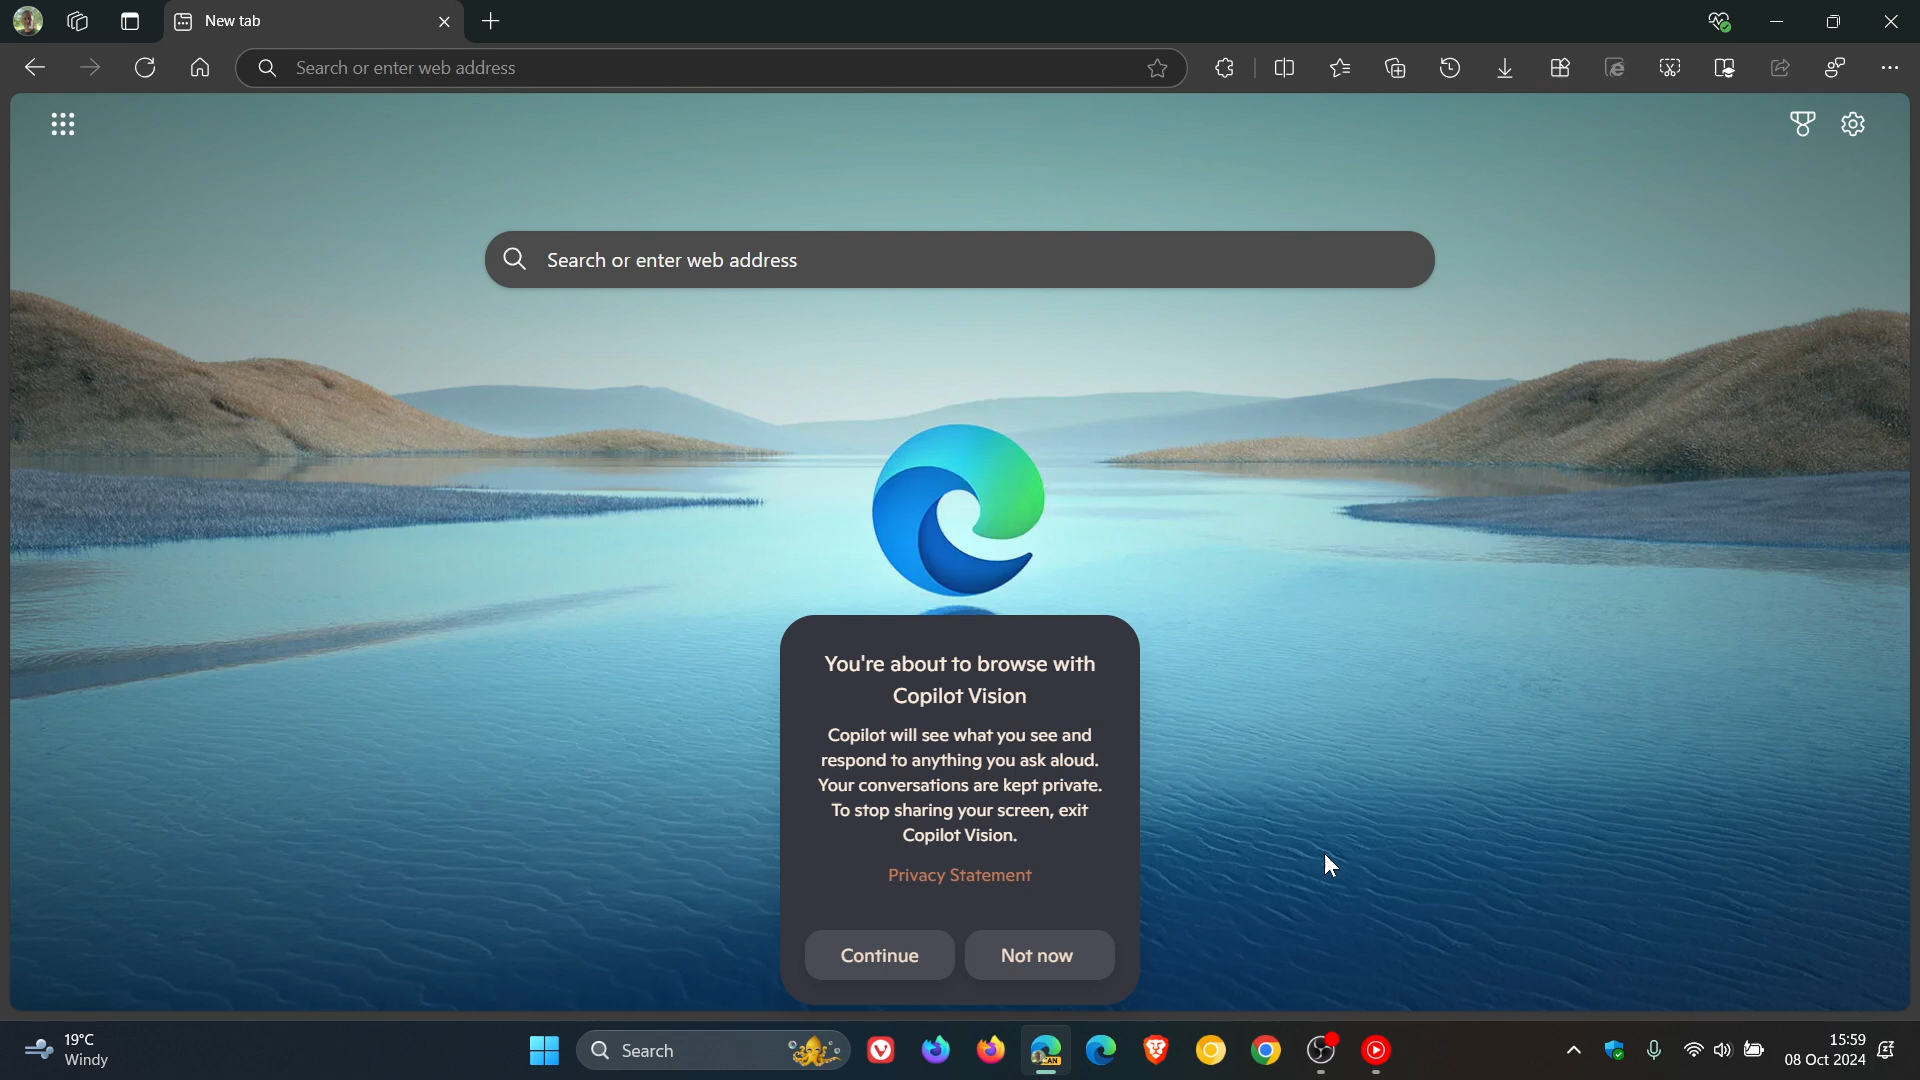 New tab
Search or enter web address
Search or enter web address
You're about to browse with
Copilot Vision
Copilot will see what you see and
respond to anything you ask aloud.
Your conversations are kept private.
To stop sharing your screen, exit
Copilot Vision.
Privacy Statement
Continue
Not now
19°C
Windy
Search
CAN
15:59
08 Oct 2024